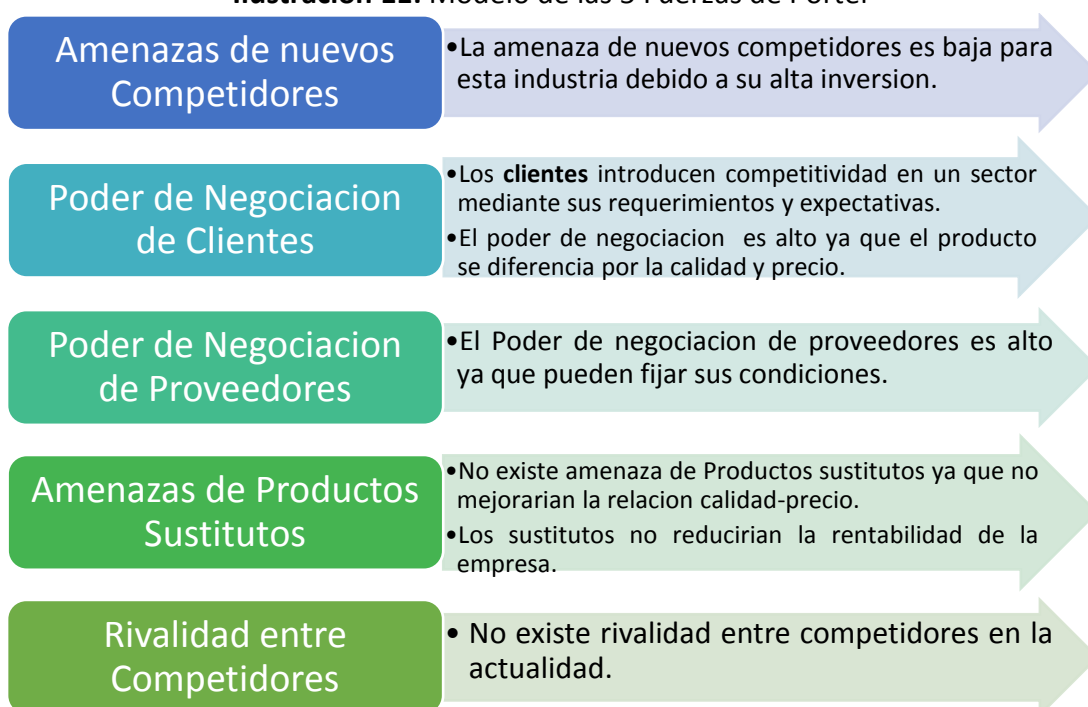 Ilustración 11. Modelo de las 5 Fuerzas de Porter
Amenazas de nuevos
Competidores
•La amenaza de nuevos competidores es baja para
esta industria debido a su alta inversion.
Poder de Negociacion
de Clientes
•Los clientes introducen competitividad en un sector
mediante sus requerimientos y expectativas.
•El poder de negociacion es alto ya que el producto
se diferencia por la calidad y precio.
Poder de Negociacion
de Proveedores
•El Poder de negociacion de proveedores es alto
ya que pueden fijar sus condiciones.
Amenazas de Productos
Sustitutos
•No existe amenaza de Productos sustitutos ya que no
mejorarian la relacion calidad-precio.
•Los sustitutos no reducirian la rentabilidad de la
empresa.
Rivalidad entre
Competidores
• No existe rivalidad entre competidores en la
actualidad.